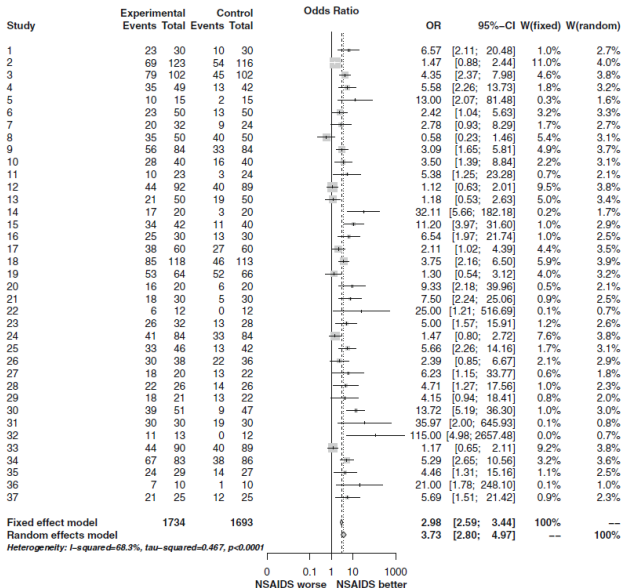 Experimental Control Odds Ratio
Study Events Total Events Total OR 95%−CI W(fixed) W(random)
1 23 30 10 30 6.57 [2.11; 20.48] 1.0% 2.7%
2 69 123 54 116 1.47 [0.88; 2.44] 11.0% 4.0%
3 79 102 45 102 4.35 [2.37; 7.98] 4.6% 3.8%
4 35 49 13 42 5.58 [2.26; 13.73] 1.8% 3.2%
5 10 15 2 15 13.00 [2.07; 81.48] 0.3% 1.6%
6 23 50 13 50 2.42 [1.04; 5.63] 3.2% 3.3%
7 20 32 9 24 2.78 [0.93; 8.29] 1.7% 2.7%
8 35 50 40 50 0.58 [0.23; 1.46] 5.4% 3.1%
9 56 84 33 84 3.09 [1.65; 5.81] 4.9% 3.7%
10 28 40 16 40 3.50 [1.39; 8.84] 2.2% 3.1%
11 10 23 3 24 5.38 [1.25; 23.28] 0.7% 2.1%
12 44 92 40 89 1.12 [0.63; 2.01] 9.5% 3.8%
13 21 50 19 50 1.18 [0.53; 2.63] 5.0% 3.4%
14 17 20 3 20 32.11 [5.66; 182.18] 0.2% 1.7%
15 34 42 11 40 11.20 [3.97; 31.60] 1.0% 2.9%
16 25 30 13 30 6.54 [1.97; 21.74] 1.0% 2.5%
17 38 60 27 60 2.11 [1.02; 4.39] 4.4% 3.5%
18 85 118 46 113 3.75 [2.16; 6.50] 5.9% 3.9%
19 53 64 52 66 1.30 [0.54; 3.12] 4.0% 3.2%
20 16 20 6 20 9.33 [2.18; 39.96] 0.5% 2.1%
21 18 30 5 30 7.50 [2.24; 25.06] 0.9% 2.5%
22 6 12 0 12 25.00 [1.21; 516.69] 0.1% 0.7%
23 26 32 13 28 5.00 [1.57; 15.91] 1.2% 2.6%
24 41 84 33 84 1.47 [0.80; 2.72] 7.6% 3.8%
25 33 46 13 42 5.66 [2.26; 14.16] 1.7% 3.1%
26 30 38 22 36 2.39 [0.85; 6.67] 2.1% 2.9%
27 18 20 13 22 6.23 [1.15; 33.77] 0.6% 1.8%
28 22 26 14 26 4.71 [1.27; 17.56] 1.0% 2.3%
29 18 21 13 22 4.15 [0.94; 18.41] 0.8% 2.0%
30 39 51 9 47 13.72 [5.19; 36.30] 1.0% 3.0%
31 30 30 19 30 35.97 [2.00; 645.93] 0.1% 0.8%
32 11 13 0 12 115.00 [4.98; 2657.48] 0.0% 0.7%
33 44 90 40 89 1.17 [0.65; 2.11] 9.2% 3.8%
34 67 83 38 86 5.29 [2.65; 10.56] 3.2% 3.6%
35 24 29 14 27 4.46 [1.31; 15.16] 1.1% 2.5%
36 7 10 1 10 21.00 [1.78; 248.10] 0.1% 1.0%
37 21 25 12 25 5.69 [1.51; 21.42] 0.9% 2.3%
Fixed effect model 1734 1693 2.98 [2.59; 3.44] 100% −−
Random effects model 3.73 [2.80; 4.97] −− 100%
Heterogeneity: I−squared=68.3%, tau−squared=0.467, p<0.0001
0 0.1 1 10 1000
NSAIDS worse NSAIDS better